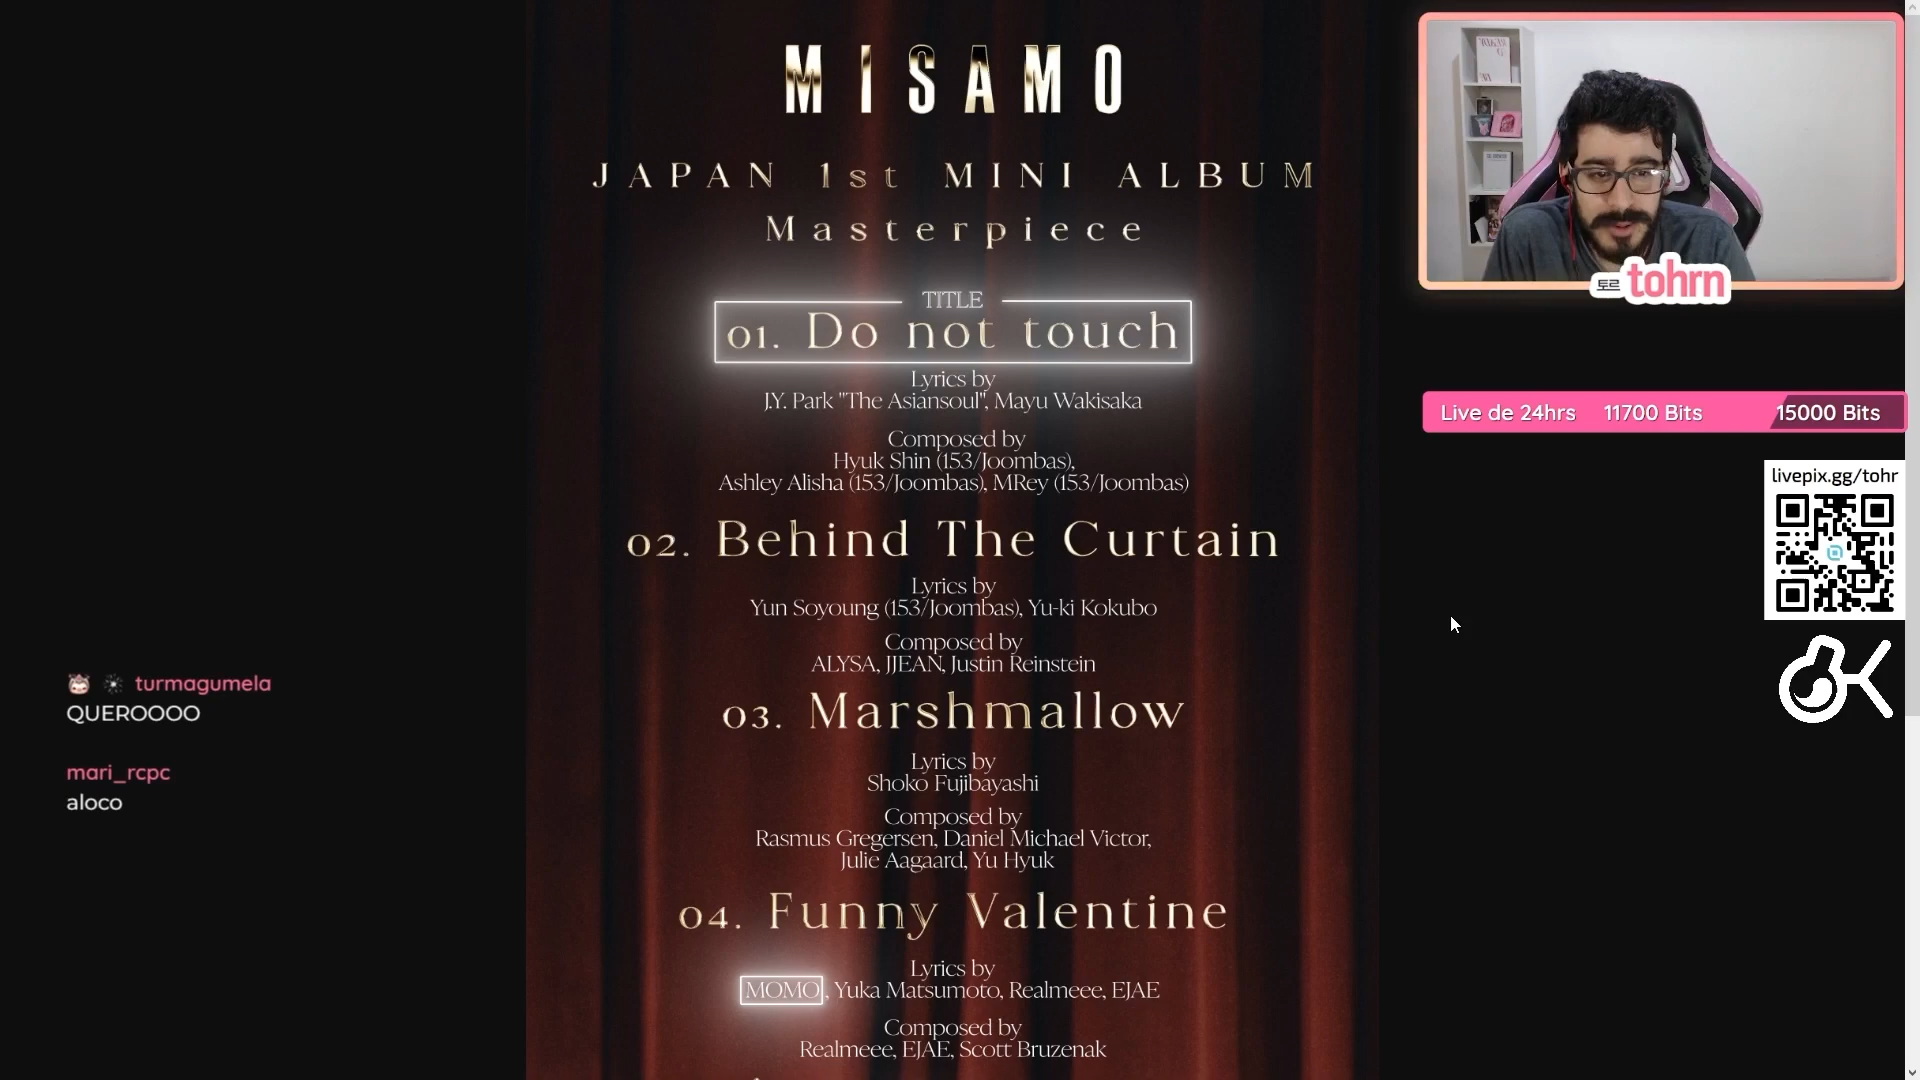 MISAMO
JAPAN 1st MINI ALBUM
Masterpiece
TITLE
01. Do not touch
Lyrics by
J.Y. Park "The Asiansoul", Mayu Wakisaka
Composed by
Hyuk Shin (153/Joombas),
Ashley Alisha (153/Joombas), MRey (153/Joombas)
02. Behind The Curtain
Lyrics by
Yun Soyoung (153/Joombas), Yu-ki Kokubo
Composed by
ALYSA, JJEAN, Justin Reinstein
03. Marshmallow
Lyrics by
Shoko Fujibayashi
Composed by
Rasmus Gregersen, Daniel Michael Victor,
Julie Aagaard, Yu Hyuk
04. Funny Valentine
Lyrics by
MOMO, Yuka Matsumoto, Realmeee, EJAE
Composed by
Realmeee, EJAE, Scott Bruzenak
turmagumela
QUEROOOO
mari_rcpc
aloco
READY
토르 tohrn
Live de 24hrs 11700 Bits 15000 Bits
livepix.gg/tohr
OK